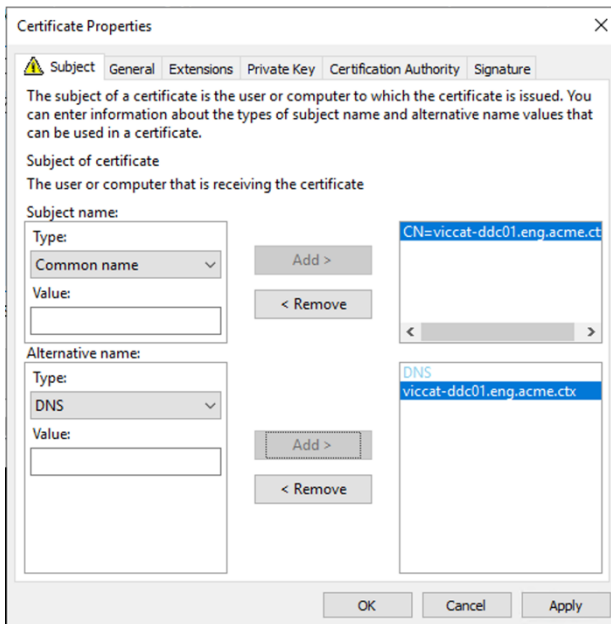 Certificate Properties
Subject
General
Extensions
Private Key
Certification Authority
Signature
The subject of a certificate is the user or computer to which the certificate is issued. You
can enter information about the types of subject name and alternative name values that
can be used in a certificate.
Subject of certificate
The user or computer that is receiving the certificate
Subject name:
Type:
Common name
Value:
Add >
< Remove
CN=viccat-ddc01.eng.acme.ct
Alternative name:
Type:
DNS
Value:
Add >
< Remove
DNS
viccat-ddc01.eng.acme.ctx
OK
Cancel
Apply